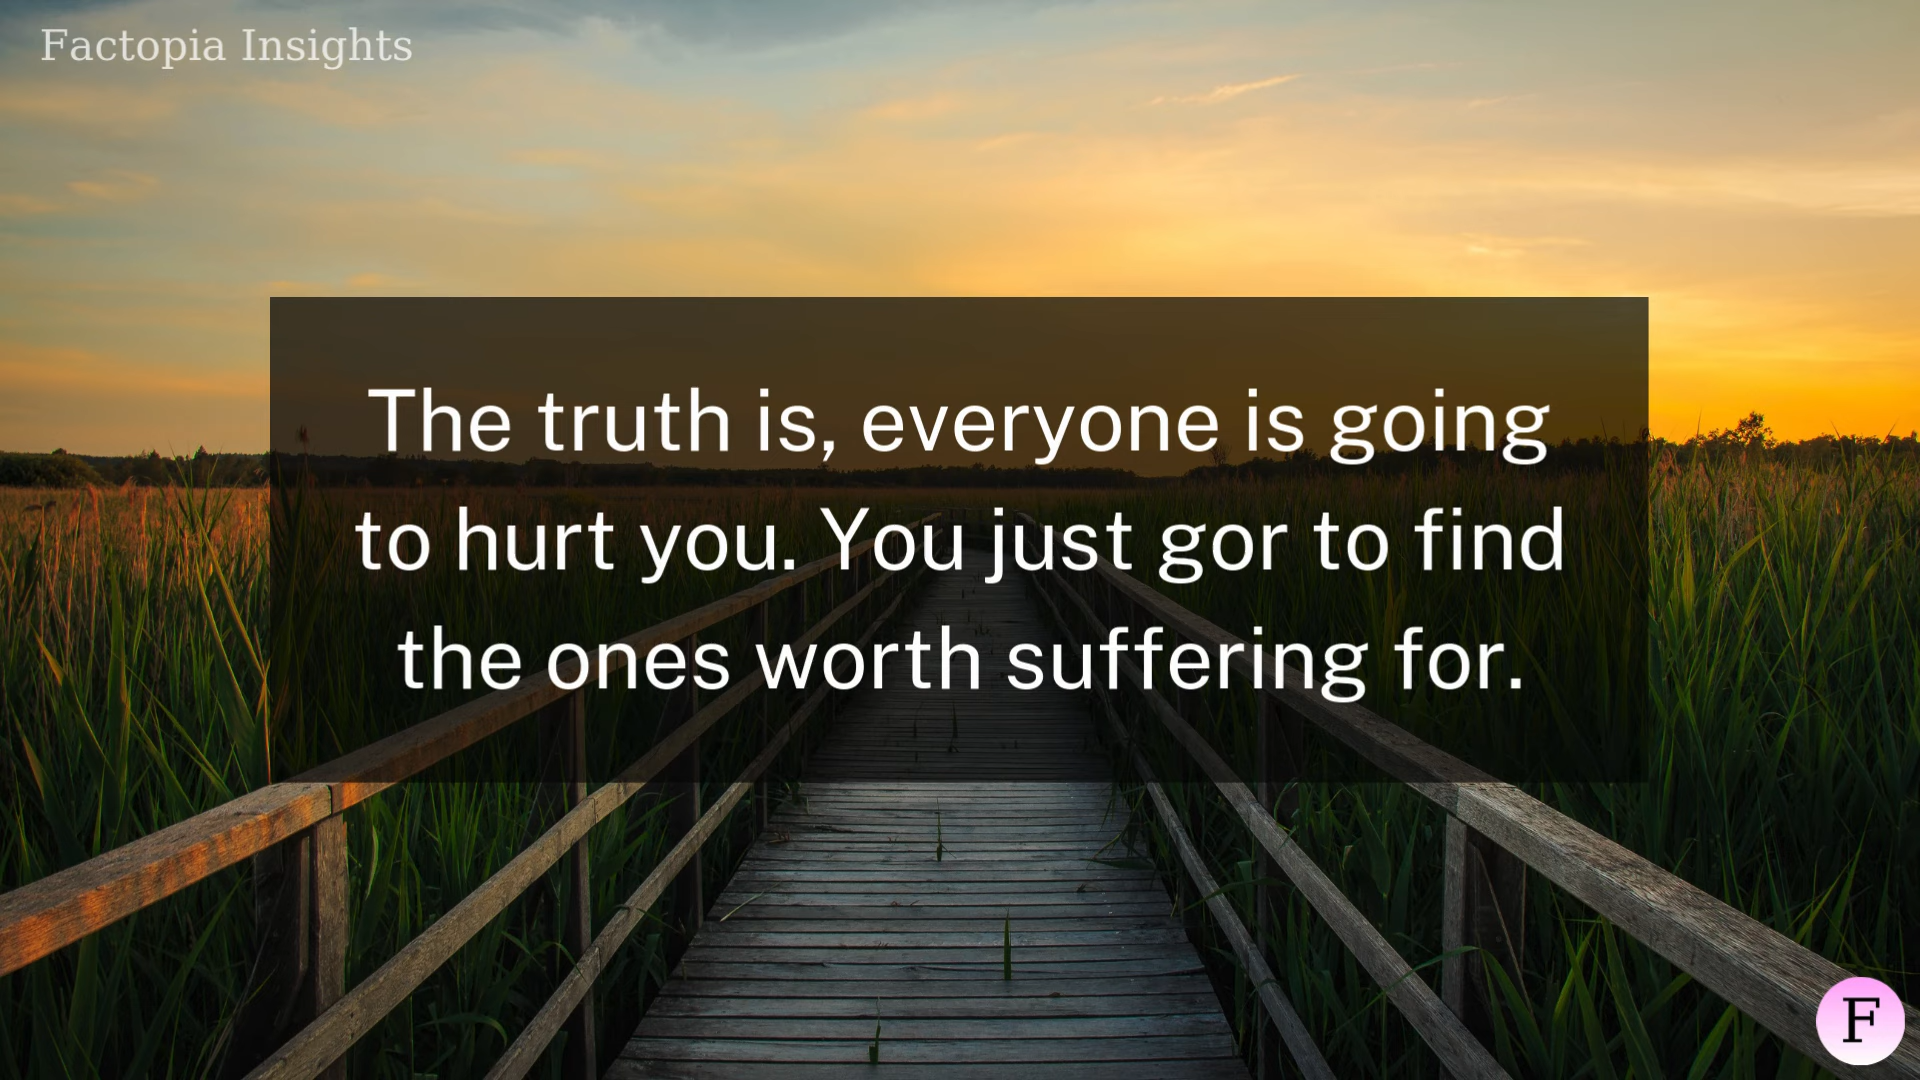 Factopia Insights
The truth is, everyone is going
to hurt you. You just gor to find
the ones worth suffering for.
F